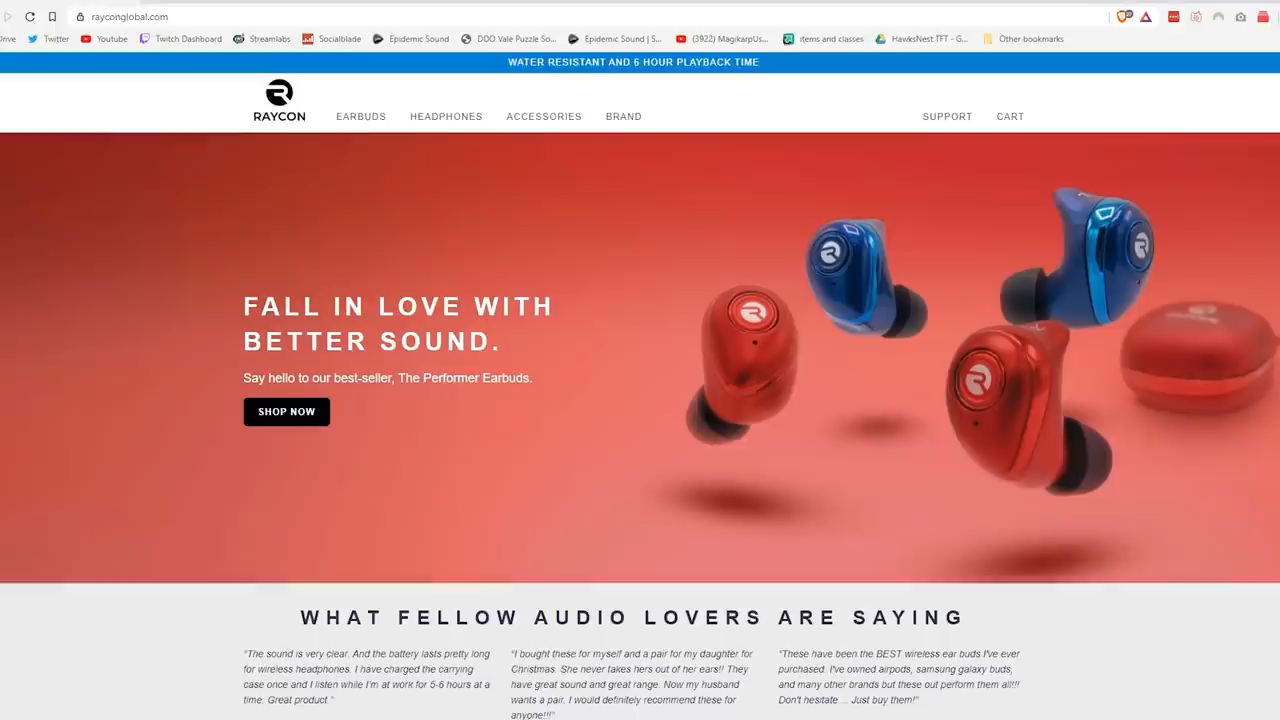 rayconglobal.com
Drive Twitter Youtube Twitch Dashboard Streamlabs Socialblade Epidemic Sound DDO Vale Puzzle So... Epidemic Sound | S... (3922) MagikarpUs... items and classes HawksNest TFT - G... Other bookmarks
WATER RESISTANT AND 6 HOUR PLAYBACK TIME
RAYCON EARBUDS HEADPHONES ACCESSORIES BRAND SUPPORT CART
FALL IN LOVE WITH
BETTER SOUND.
Say hello to our best-seller, The Performer Earbuds.
SHOP NOW
WHAT FELLOW AUDIO LOVERS ARE SAYING
"The sound is very clear. And the battery lasts pretty long
for wireless headphones. I have charged the carrying
case once and I listen while I'm at work for 5-6 hours at a
time. Great product."
"I bought these for myself and a pair for my daughter for
Christmas. She never takes hers out of her ears!! They
have great sound and great range. Now my husband
wants a pair. I would definitely recommend these for
anyone!!!"
"These have been the BEST wireless ear buds I've ever
purchased. I've owned airpods, samsung galaxy buds,
and many other brands but these out perform them all!!!!
Don't hesitate.... Just buy them!"